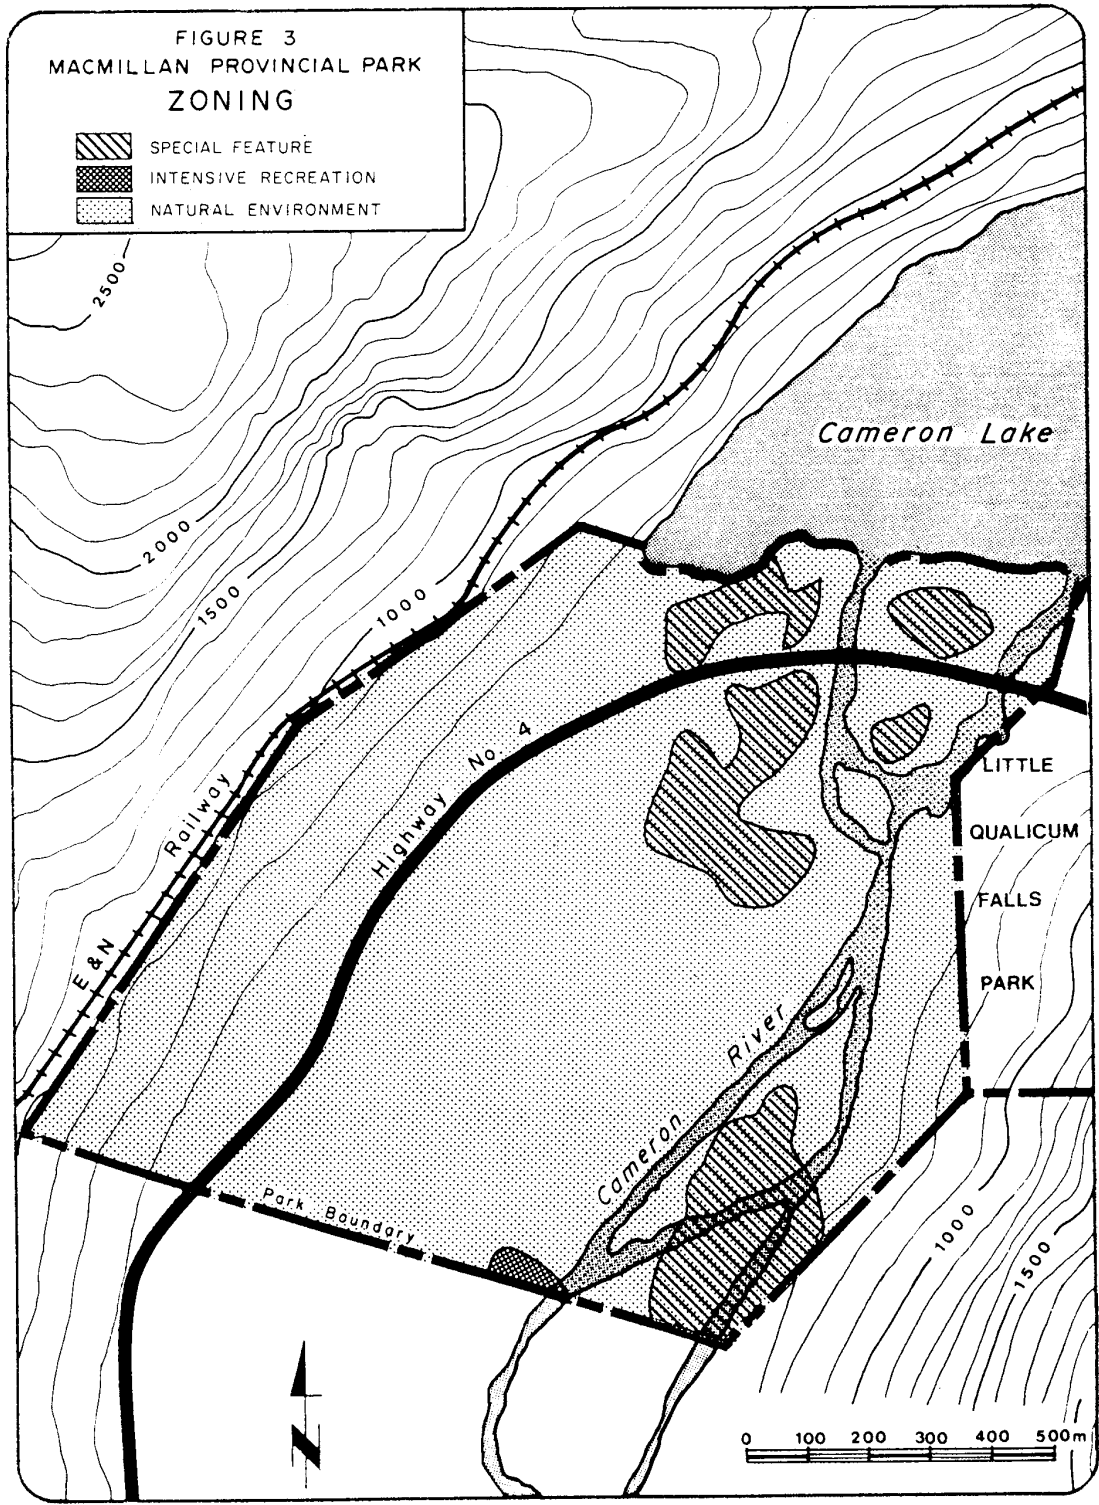 FIGURE 3
MACMILLAN PROVINCIAL PARK
ZONING
SPECIAL FEATURE
INTENSIVE RECREATION
NATURAL ENVIRONMENT
2500
Cameron Lake
2000
1500
1000
Highway No. 4
E & N Railway
LITTLE
QUALICUM
FALLS
PARK
Cameron River
Park Boundary
1000
1500
N
0 100 200 300 400 500m